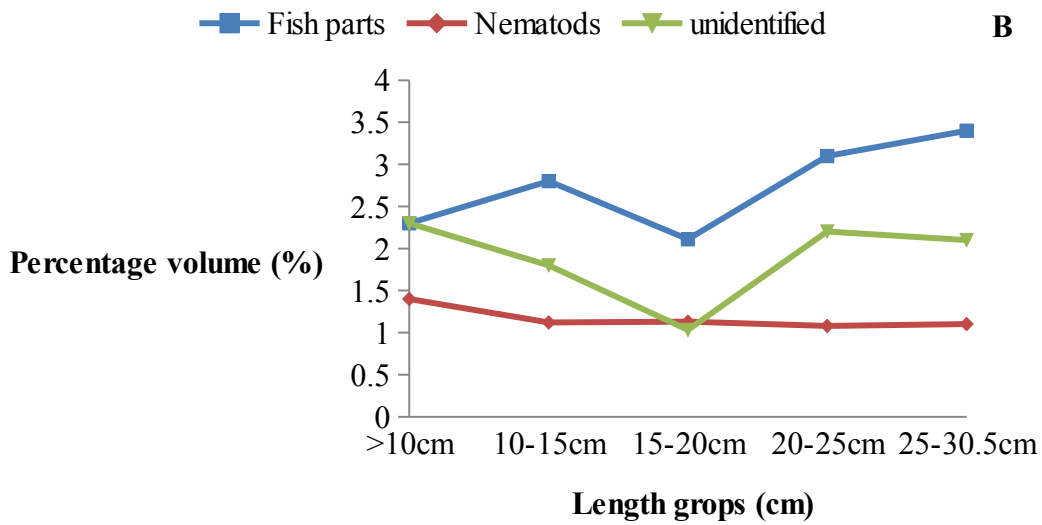 Fish parts Nematods unidentified B
4
3.5
3
2.5
2
1.5
1
0.5
0
Percentage volume (%)
>10cm 10-15cm 15-20cm 20-25cm 25-30.5cm
Length grops (cm)